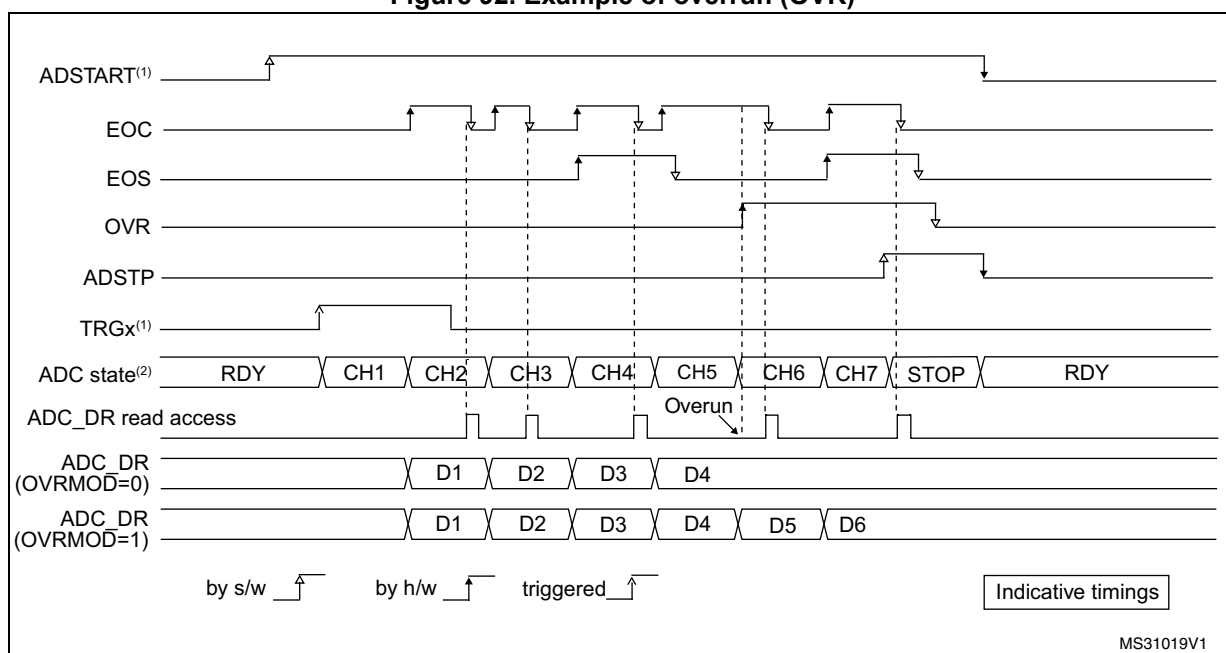 Figure 92. Example of overrun (OVR)
ADSTART(1)
EOC
EOS
OVR
ADSTP
TRGx(1)
ADC state(2) RDY CH1 CH2 CH3 CH4 CH5 CH6 CH7 STOP RDY
ADC_DR read access Overun
ADC_DR
(OVRMOD=0) D1 D2 D3 D4
ADC_DR
(OVRMOD=1) D1 D2 D3 D4 D5 D6
by s/w by h/w triggered Indicative timings
MS31019V1